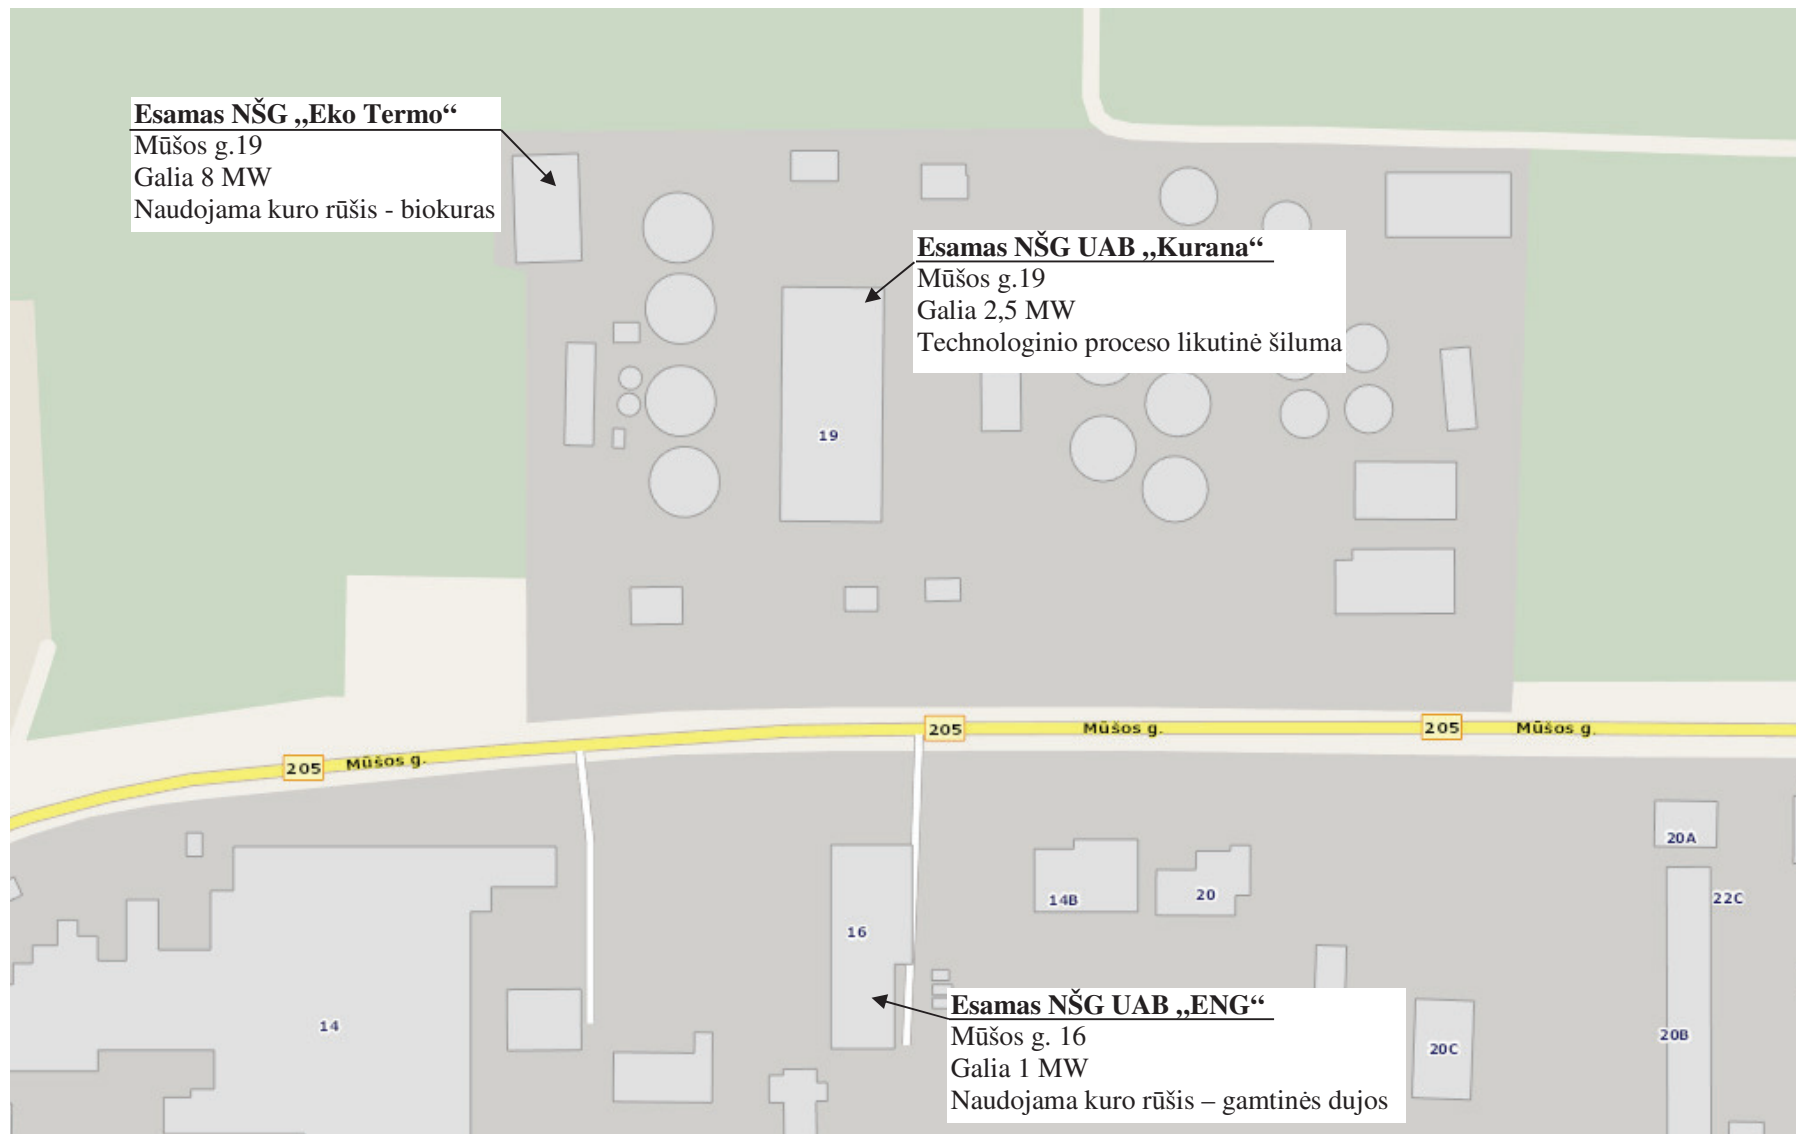 Esamas NŠG „Eko Termo“
Mūšos g.19
Galia 8 MW
Naudojama kuro rūšis - biokuras
Esamas NŠG UAB „Kurana“
Mūšos g.19
Galia 2,5 MW
Technologinio proceso likutinė šiluma
19
205
Mūšos g.
205
Mūšos g.
205
Mūšos g.
20A
14B
20
22C
16
14
Esamas NŠG UAB „ENG“
Mūšos g. 16
Galia 1 MW
Naudojama kuro rūšis – gamtinės dujos
20C
20B